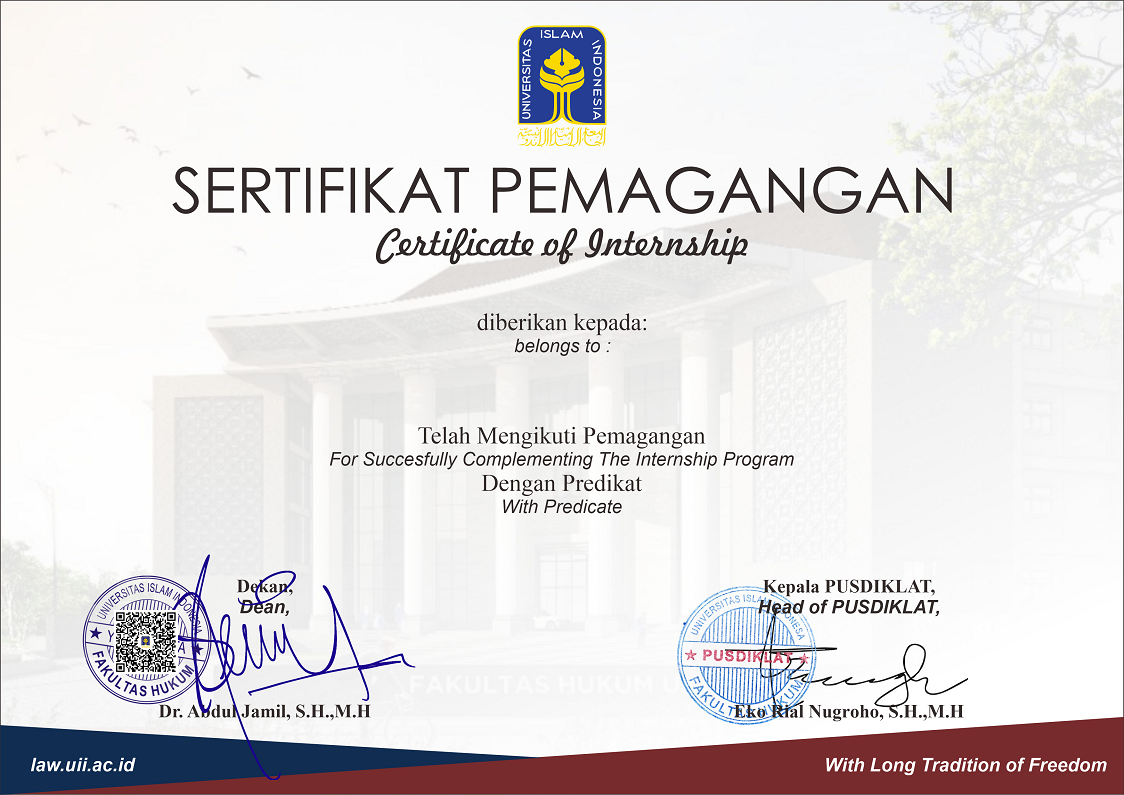 UNIVERSITAS ISLAM INDONESIA
SERTIFIKAT PEMAGANGAN
Certificate of Internship
diberikan kepada:
belongs to :
Telah Mengikuti Pemagangan
For Succesfully Complementing The Internship Program
Dengan Predikat
With Predicate
Dekan,
Dean,
UNIVERSITAS ISLAM INDONESIA
FAKULTAS HUKUM
Dr. Abdul Jamil, S.H.,M.H
Kepala PUSDIKLAT,
Head of PUSDIKLAT,
UNIVERSITAS ISLAM INDONESIA
PUSDIKLAT
FAKULTAS HUKUM
Eko Rial Nugroho, S.H.,M.H
FAKULTAS HUKUM
law.uii.ac.id
With Long Tradition of Freedom